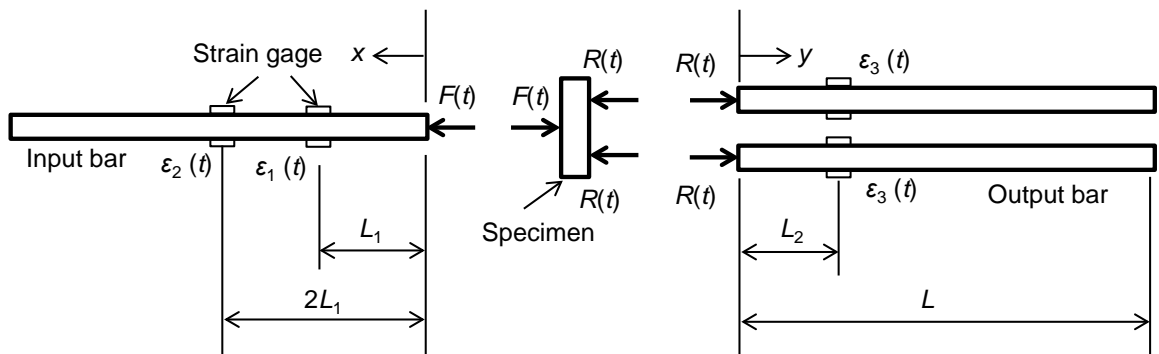 Strain gage
x
F(t)
F(t)
R(t)
R(t)
y
ε3 (t)
Input bar
ε2 (t)
ε1 (t)
R(t)
R(t)
ε3 (t)
Output bar
Specimen
L1
L2
2L1
L